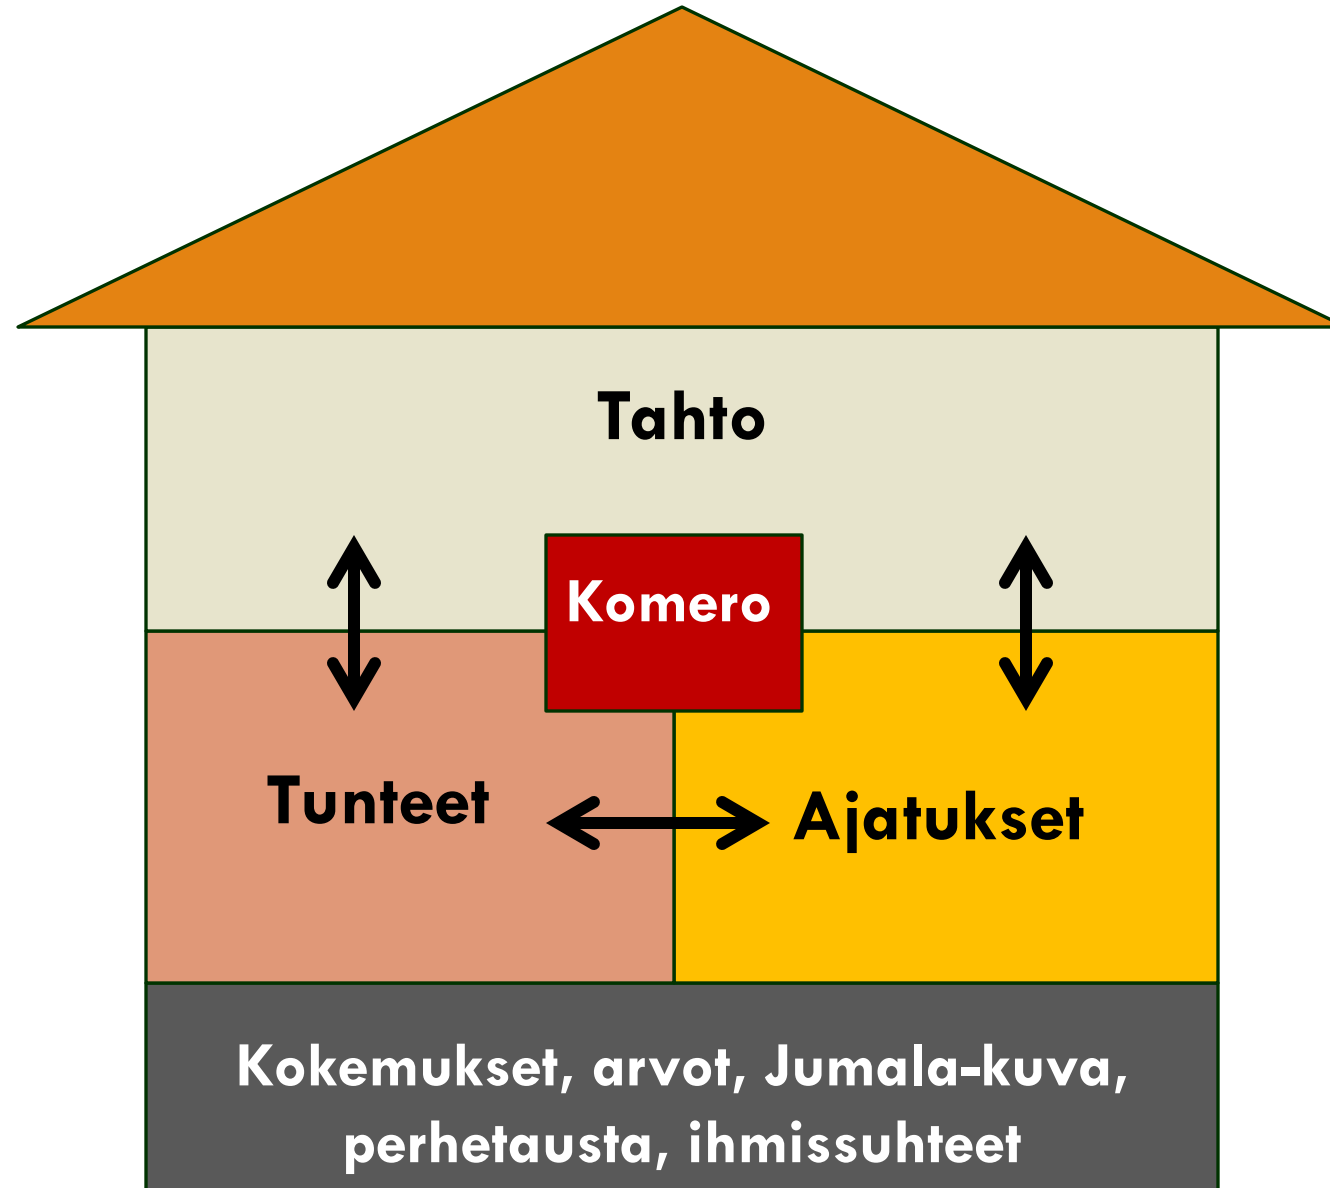 Tahto
Komero
Tunteet
Ajatukset
Kokemukset, arvot, Jumala-kuva,
perhetausta, ihmissuhteet